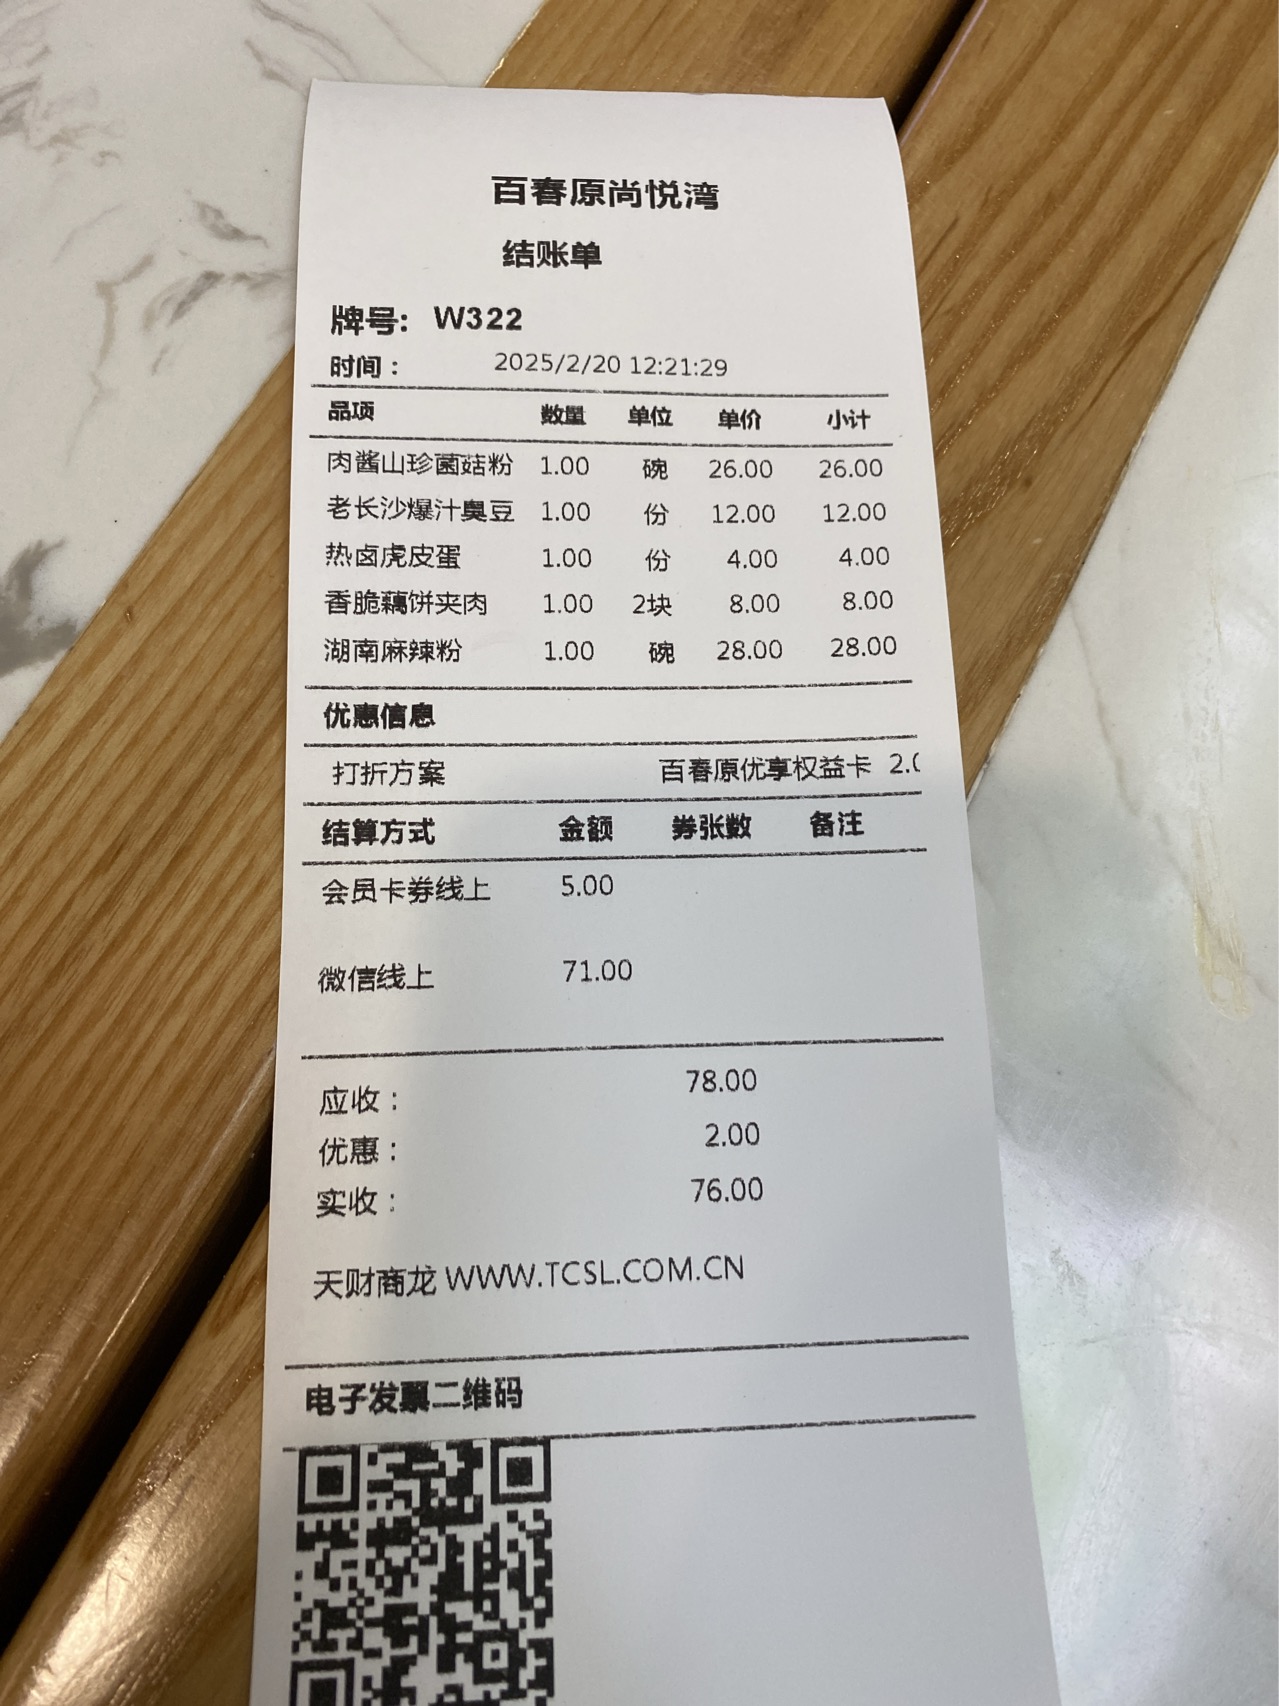 百春原尚悦湾
结账单
牌号: W322
时间： 2025/2/20 12:21:29
品项 数量 单位 单价 小计
肉酱山珍菌菇粉 1.00 碗 26.00 26.00
老长沙爆汁臭豆 1.00 份 12.00 12.00
热卤虎皮蛋 1.00 份 4.00 4.00
香脆藕饼夹肉 1.00 2块 8.00 8.00
湖南麻辣粉 1.00 碗 28.00 28.00
优惠信息
打折方案 百春原优享权益卡 2.0
结算方式 金额 券张数 备注
会员卡券线上 5.00
微信线上 71.00
应收： 78.00
优惠： 2.00
实收： 76.00
天财商龙 WWW.TCSL.COM.CN
电子发票二维码